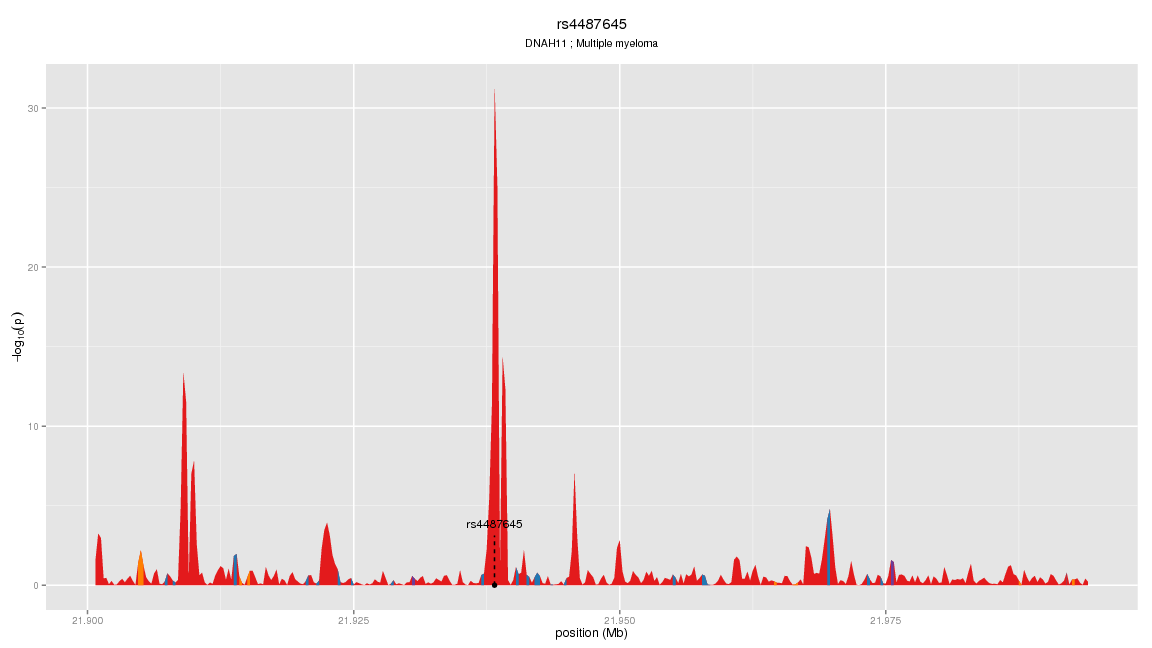 rs4487645
DNAH11 ; Multiple myeloma
30
20
10
0
−log10(p)
rs4487645
21.900
21.925
21.950
21.975
position (Mb)